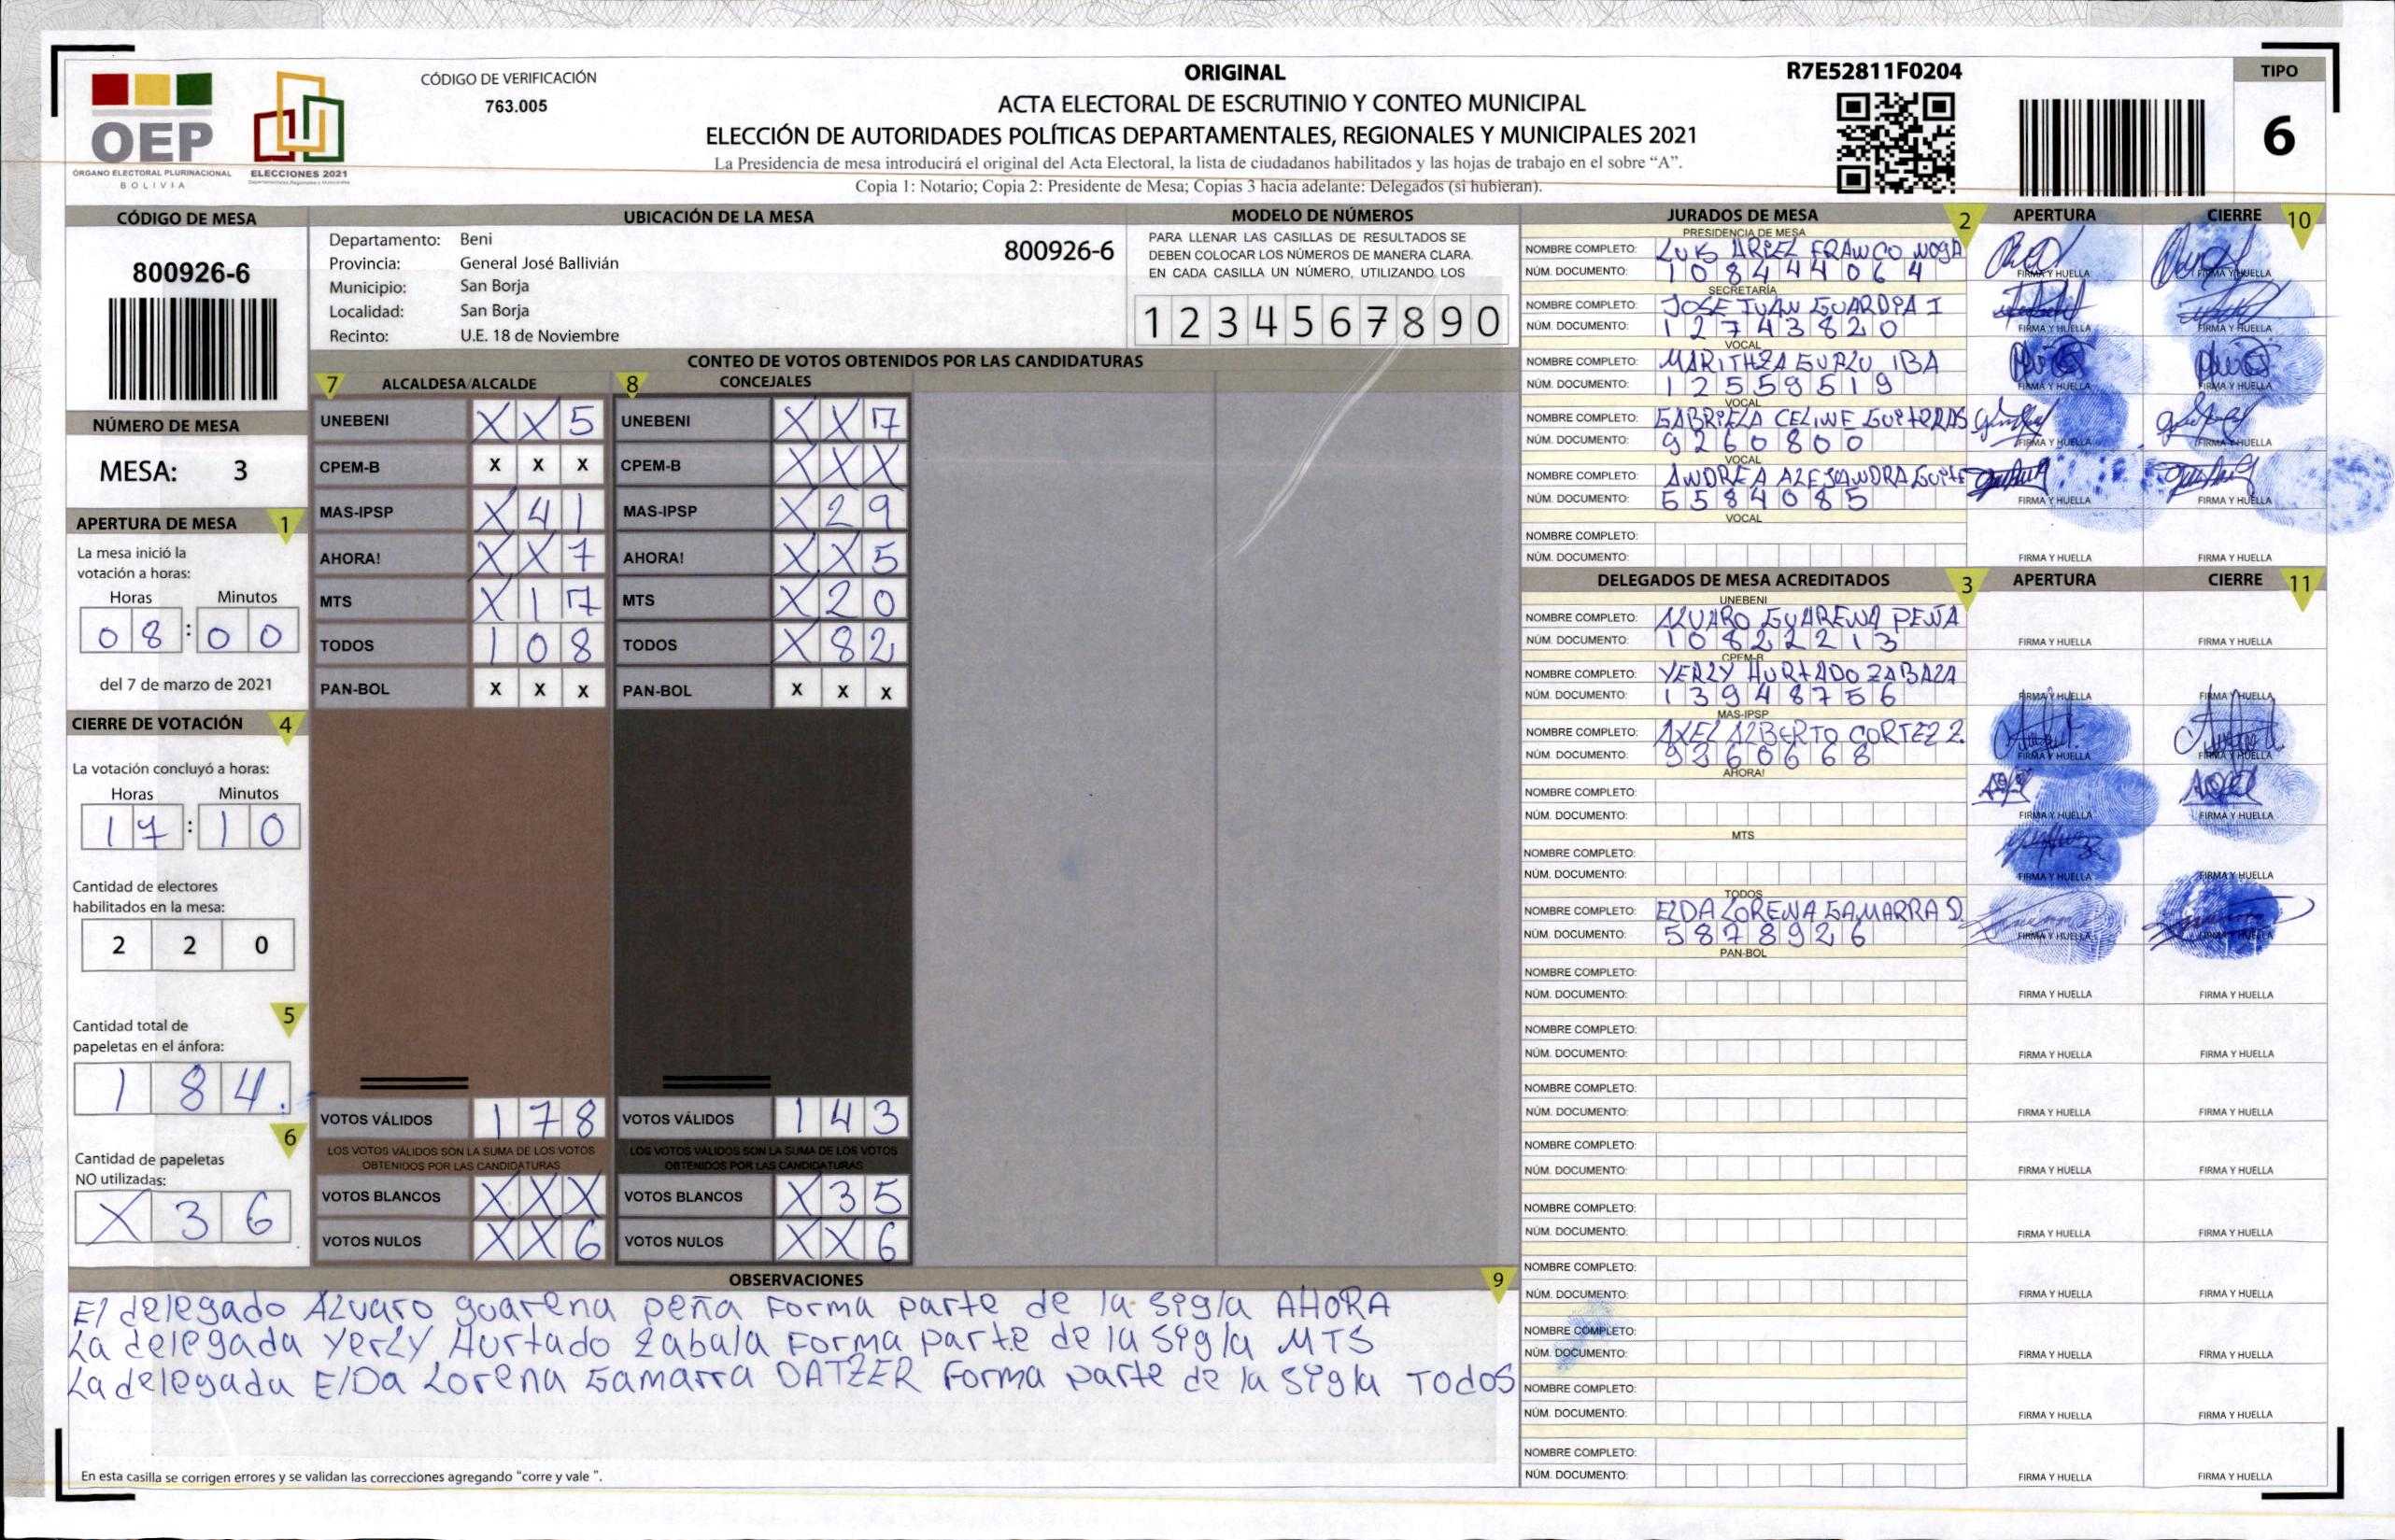 ORIGINAL
R7E52811F0204
TIPO
6
CÓDIGO DE VERIFICACIÓN
763.005
OEP
ÓRGANO ELECTORAL PLURINACIONAL
BOLIVIA
ELECCIONES 2021
ACTA ELECTORAL DE ESCRUTINIO Y CONTEO MUNICIPAL
ELECCIÓN DE AUTORIDADES POLÍTICAS DEPARTAMENTALES, REGIONALES Y MUNICIPALES 2021
La Presidencia de mesa introducirá el original del Acta Electoral, la lista de ciudadanos habilitados y las hojas de trabajo en el sobre “A”.
Copia 1: Notario; Copia 2: Presidente de Mesa; Copias 3 hacia adelante: Delegados (si hubieran).
CÓDIGO DE MESA
800926-6
NÚMERO DE MESA
MESA: 3
APERTURA DE MESA 1
La mesa inició la
votación a horas:
Horas Minutos
08:00
del 7 de marzo de 2021
CIERRE DE VOTACIÓN 4
La votación concluyó a horas:
Horas Minutos
17:10
Cantidad de electores
habilitados en la mesa:
2 2 0
5
Cantidad total de
papeletas en el ánfora:
1 8 4.
6
Cantidad de papeletas
NO utilizadas:
X 3 6
UBICACIÓN DE LA MESA
Departamento: Beni
Provincia: General José Ballivián
Municipio: San Borja
Localidad: San Borja
Recinto: U.E. 18 de Noviembre
800926-6
MODELO DE NÚMEROS
PARA LLENAR LAS CASILLAS DE RESULTADOS SE
DEBEN COLOCAR LOS NÚMEROS DE MANERA CLARA.
EN CADA CASILLA UN NÚMERO, UTILIZANDO LOS
1 2 3 4 5 6 7 8 9 0
CONTEO DE VOTOS OBTENIDOS POR LAS CANDIDATURAS
7 ALCALDESA/ALCALDE
UNEBENI X X 5
CPEM-B X X X
MAS-IPSP X 4 1
AHORA! X X 7
MTS X 1 7
TODOS 1 0 8
PAN-BOL X X X
VOTOS VÁLIDOS 1 7 8
LOS VOTOS VÁLIDOS SON LA SUMA DE LOS VOTOS
OBTENIDOS POR LAS CANDIDATURAS
VOTOS BLANCOS X X X
VOTOS NULOS X X 6
8 CONCEJALES
UNEBENI X X 7
CPEM-B X X X
MAS-IPSP X 2 9
AHORA! X X 5
MTS X 2 0
TODOS X 8 2
PAN-BOL X X X
VOTOS VÁLIDOS 1 4 3
LOS VOTOS VÁLIDOS SON LA SUMA DE LOS VOTOS
OBTENIDOS POR LAS CANDIDATURAS
VOTOS BLANCOS X 3 5
VOTOS NULOS X X 6
OBSERVACIONES 9
El delegado Alvaro guarena peña Forma parte de la sigla AHORA
La delegada Yerly Hurtado Zabala Forma parte de la Sigla MTS
La delegada Elda Lorena Gamarra DATZER Forma parte de la sigla TODOS
En esta casilla se corrigen errores y se validan las correcciones agregando "corre y vale ".
JURADOS DE MESA 2 APERTURA CIERRE 10
PRESIDENCIA DE MESA
NOMBRE COMPLETO: LUIS ARIEL FRANCO NOGA
NÚM. DOCUMENTO: 1 0 8 4 4 4 0 6 4 FIRMA Y HUELLA FIRMA Y HUELLA
SECRETARÍA
NOMBRE COMPLETO: JOSE IVAN GUARDIA I
NÚM. DOCUMENTO: 1 2 7 4 3 8 2 0 FIRMA Y HUELLA FIRMA Y HUELLA
VOCAL
NOMBRE COMPLETO: IBA
NÚM. DOCUMENTO: 1 2 5 5 9 5 1 9 FIRMA Y HUELLA FIRMA Y HUELLA
VOCAL
NOMBRE COMPLETO: GABRIELA CELINE
NÚM. DOCUMENTO: 9 2 6 0 8 0 0 FIRMA Y HUELLA FIRMA Y HUELLA
VOCAL
NOMBRE COMPLETO: ANDREA ALEJANDRA
NÚM. DOCUMENTO: 5 5 8 4 0 8 5 FIRMA Y HUELLA FIRMA Y HUELLA
VOCAL
NOMBRE COMPLETO:
NÚM. DOCUMENTO: FIRMA Y HUELLA FIRMA Y HUELLA
DELEGADOS DE MESA ACREDITADOS 3 APERTURA CIERRE 11
UNEBENI
NOMBRE COMPLETO: ALVARO GUARENA PEÑA
NÚM. DOCUMENTO: 1 0 8 2 2 2 1 3 FIRMA Y HUELLA FIRMA Y HUELLA
CPEM-B
NOMBRE COMPLETO: YERLY HURTADO ZABALA
NÚM. DOCUMENTO: 1 3 9 4 8 7 5 6 FIRMA Y HUELLA FIRMA Y HUELLA
MAS-IPSP
NOMBRE COMPLETO: AXEL ALBERTO CORTEZ Z.
NÚM. DOCUMENTO: 9 3 6 0 6 6 8 FIRMA Y HUELLA FIRMA Y HUELLA
AHORA!
NOMBRE COMPLETO:
NÚM. DOCUMENTO: FIRMA Y HUELLA FIRMA Y HUELLA
MTS
NOMBRE COMPLETO:
NÚM. DOCUMENTO: FIRMA Y HUELLA FIRMA Y HUELLA
TODOS
NOMBRE COMPLETO: ELDA LORENA GAMARRA D.
NÚM. DOCUMENTO: 5 8 7 8 9 2 6 FIRMA Y HUELLA FIRMA Y HUELLA
PAN-BOL
NOMBRE COMPLETO:
NÚM. DOCUMENTO: FIRMA Y HUELLA FIRMA Y HUELLA
NOMBRE COMPLETO:
NÚM. DOCUMENTO: FIRMA Y HUELLA FIRMA Y HUELLA
NOMBRE COMPLETO:
NÚM. DOCUMENTO: FIRMA Y HUELLA FIRMA Y HUELLA
NOMBRE COMPLETO:
NÚM. DOCUMENTO: FIRMA Y HUELLA FIRMA Y HUELLA
NOMBRE COMPLETO:
NÚM. DOCUMENTO: FIRMA Y HUELLA FIRMA Y HUELLA
NOMBRE COMPLETO:
NÚM. DOCUMENTO: FIRMA Y HUELLA FIRMA Y HUELLA
NOMBRE COMPLETO:
NÚM. DOCUMENTO: FIRMA Y HUELLA FIRMA Y HUELLA
NOMBRE COMPLETO:
NÚM. DOCUMENTO: FIRMA Y HUELLA FIRMA Y HUELLA
NOMBRE COMPLETO:
NÚM. DOCUMENTO: FIRMA Y HUELLA FIRMA Y HUELLA